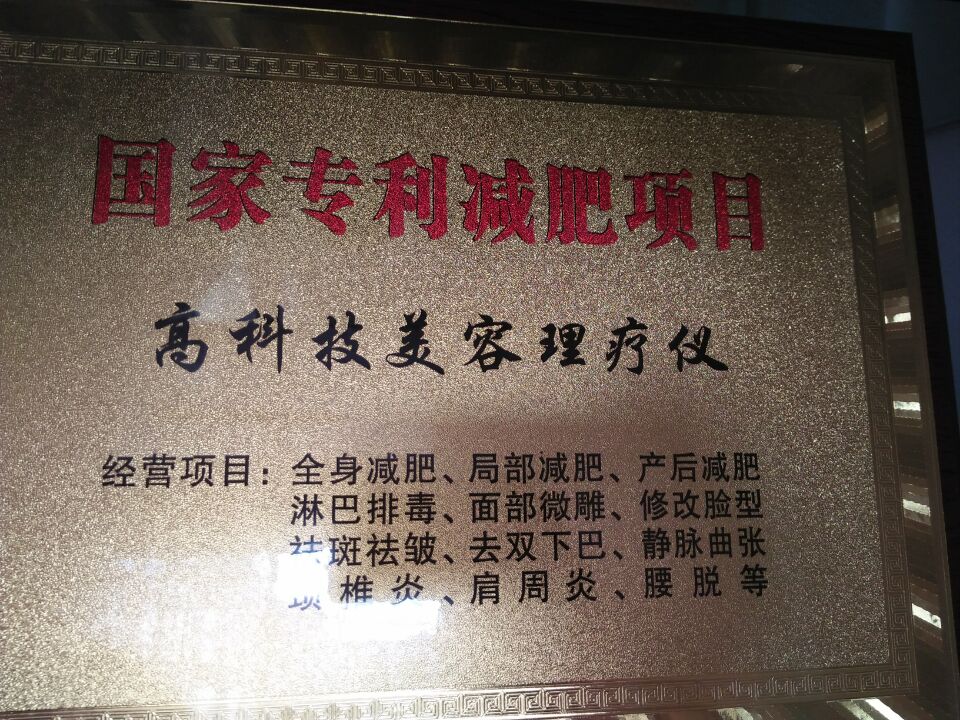 国家专利减肥项目
高科技美容理疗仪
经营项目：全身减肥、局部减肥、产后减肥
淋巴排毒、面部微雕、修改脸型
祛斑祛皱、去双下巴、静脉曲张
颈椎炎、肩周炎、腰脱等